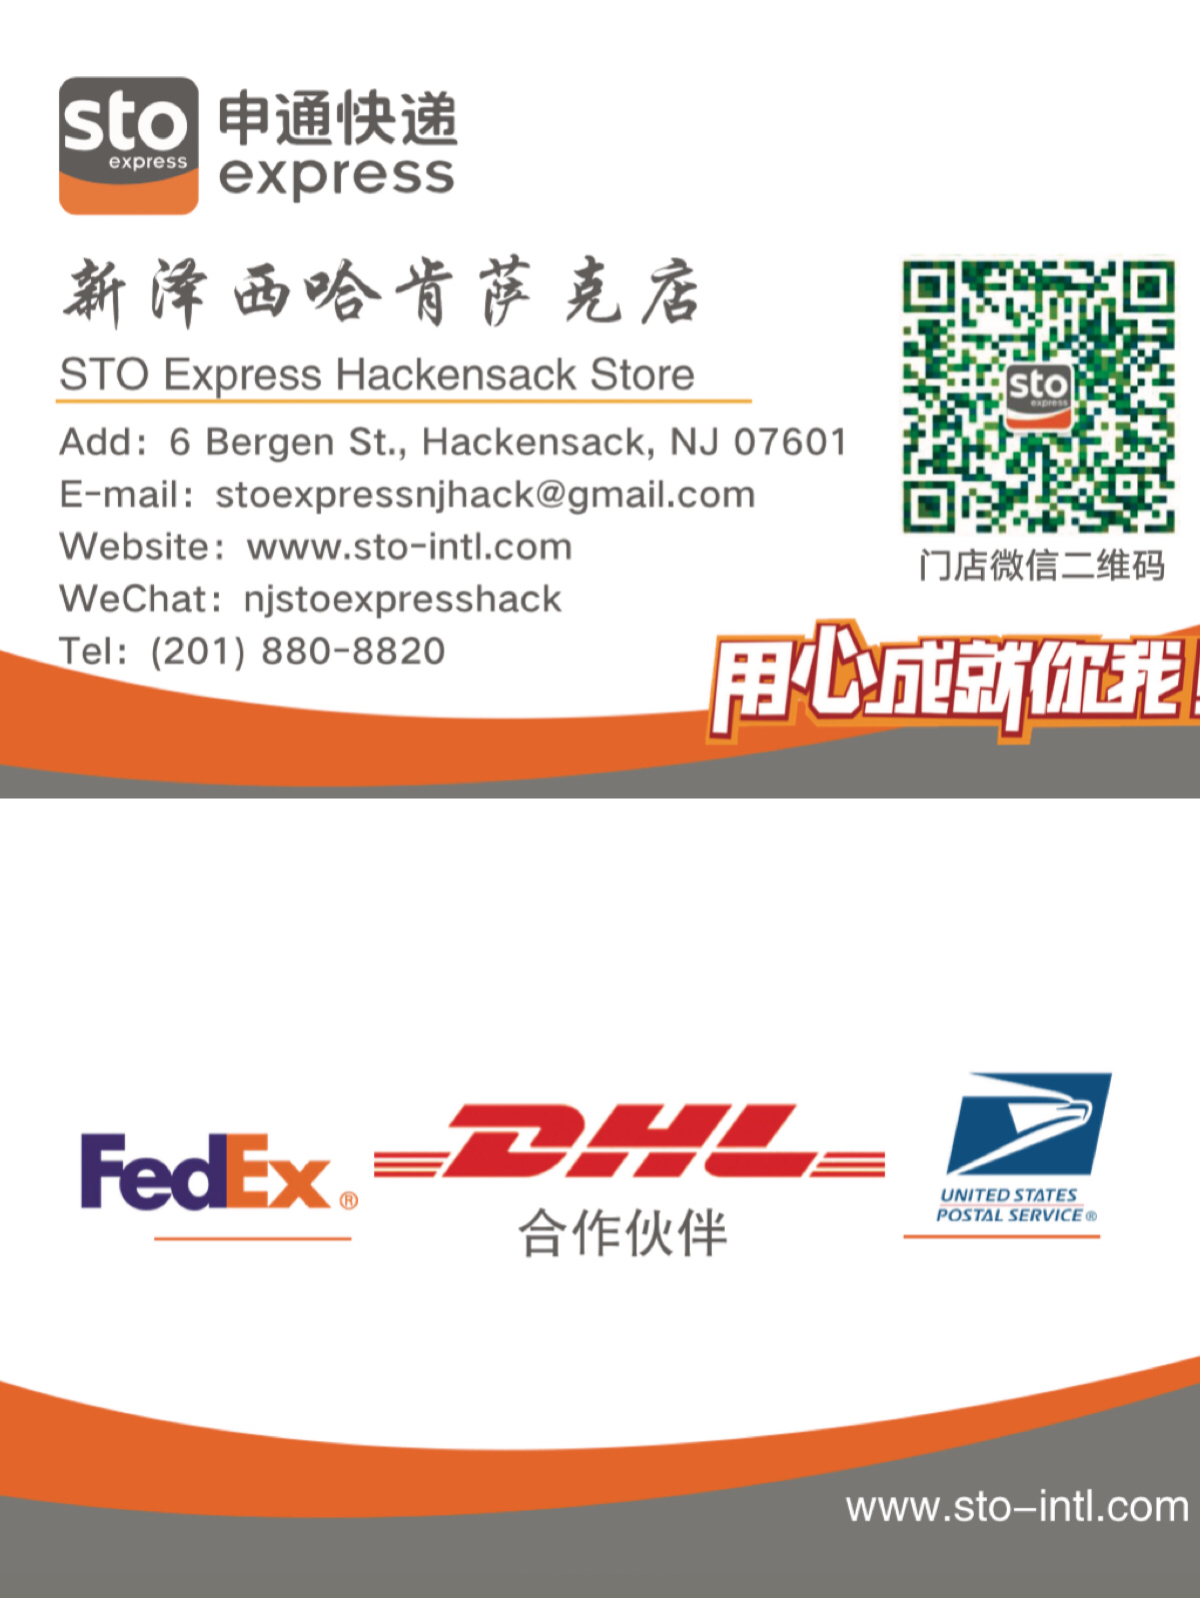 sto
express
申通快递
express
新泽西哈肯萨克店
STO Express Hackensack Store
Add: 6 Bergen St., Hackensack, NJ 07601
E-mail: stoexpressnjhack@gmail.com
Website: www.sto-intl.com
WeChat: njstoexpresshack
Tel: (201) 880-8820
sto
express
门店微信二维码
用心成就你我!
FedEx®
DHL
合作伙伴
UNITED STATES
POSTAL SERVICE®
www.sto-intl.com